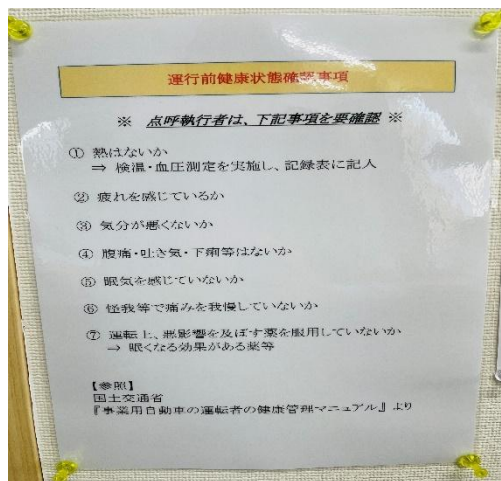 運行前健康状態確認事項
※ 点呼執行者は、下記事項を要確認 ※
① 熱はないか
⇒ 検温・血圧測定を実施し、記録表に記入
② 疲れを感じているか
③ 気分が悪くないか
④ 腹痛・吐き気・下痢等はないか
⑤ 眠気を感じていないか
⑥ 怪我等で痛みを我慢していないか
⑦ 運転上、悪影響を及ぼす薬を服用していないか
⇒ 眠くなる効果がある薬等
【参照】
国土交通省
『事業用自動車の運転者の健康管理マニュアル』より